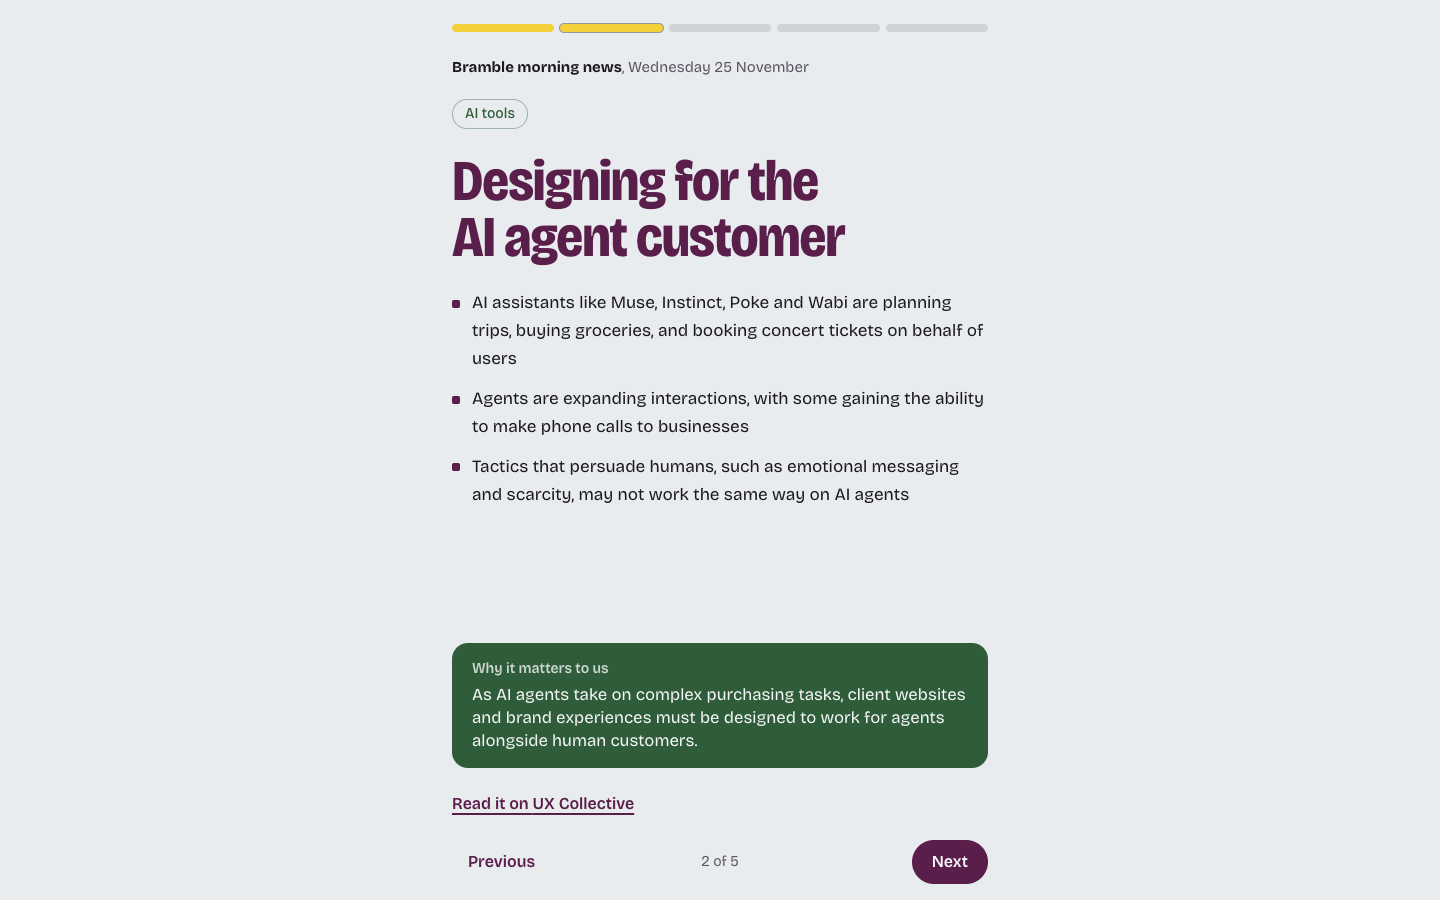 Bramble morning news, Wednesday 25 November
AI tools
Designing for the
AI agent customer
AI assistants like Muse, Instinct, Poke and Wabi are planning
trips, buying groceries, and booking concert tickets on behalf of
users
Agents are expanding interactions, with some gaining the ability
to make phone calls to businesses
Tactics that persuade humans, such as emotional messaging
and scarcity, may not work the same way on AI agents
Why it matters to us
As AI agents take on complex purchasing tasks, client websites
and brand experiences must be designed to work for agents
alongside human customers.
Read it on UX Collective
Previous
2 of 5
Next